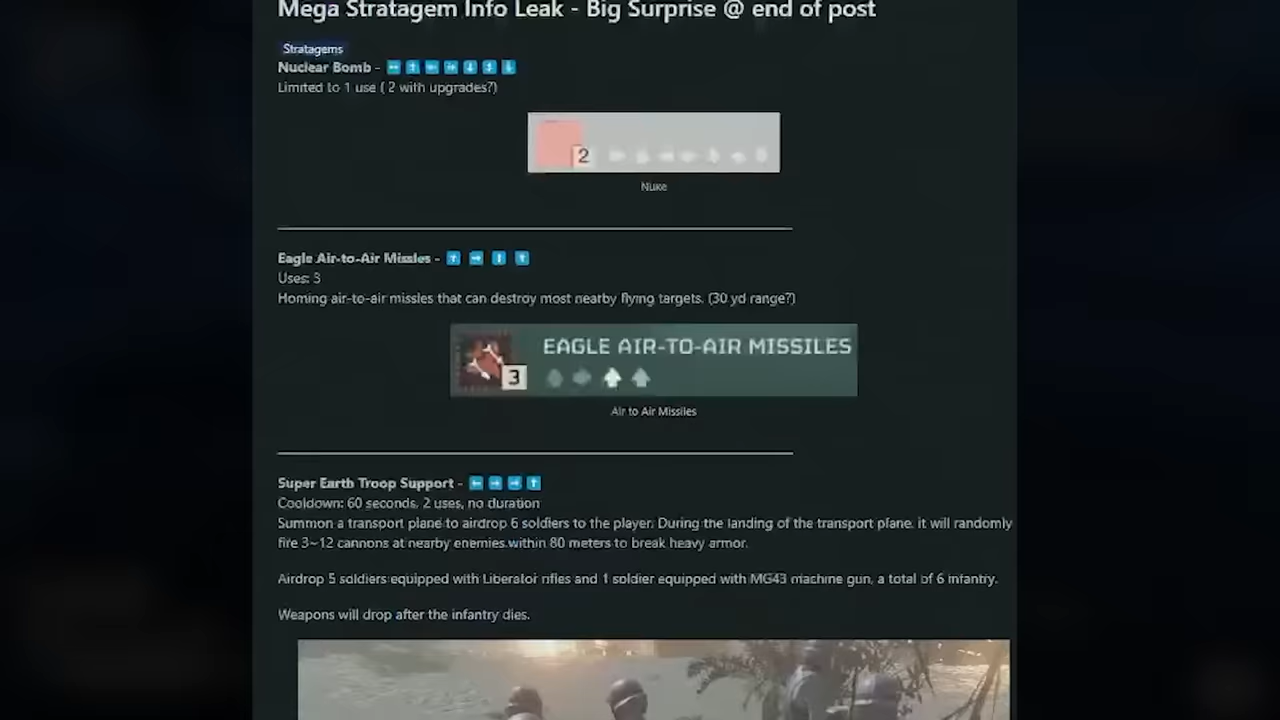 Mega Stratagem Info Leak - Big Surprise @ end of post
Stratagems
Nuclear Bomb -
Limited to 1 use ( 2 with upgrades?)
2
Nuke
Eagle Air-to-Air Missles - ⬆️ ➡️ ⬆️ ⬆️
Uses: 3
Homing air-to-air missles that can destroy most nearby flying targets. (30 yd range?)
EAGLE AIR-TO-AIR MISSILES
3
Air to Air Missiles
Super Earth Troop Support - ⬅️ ➡️ ➡️ ⬆️
Cooldown: 60 seconds, 2 uses, no duration
Summon a transport plane to airdrop 6 soldiers to the player. During the landing of the transport plane, it will randomly
fire 3~12 cannons at nearby enemies within 80 meters to break heavy armor.
Airdrop 5 soldiers equipped with Liberator rifles and 1 soldier equipped with MG43 machine gun, a total of 6 infantry.
Weapons will drop after the infantry dies.